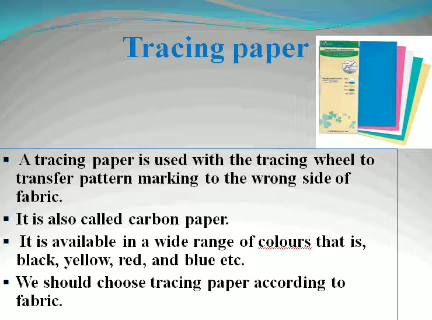 Tracing paper
▪ A tracing paper is used with the tracing wheel to
transfer pattern marking to the wrong side of
fabric.
▪ It is also called carbon paper.
▪ It is available in a wide range of colours that is,
black, yellow, red, and blue etc.
▪ We should choose tracing paper according to
fabric.